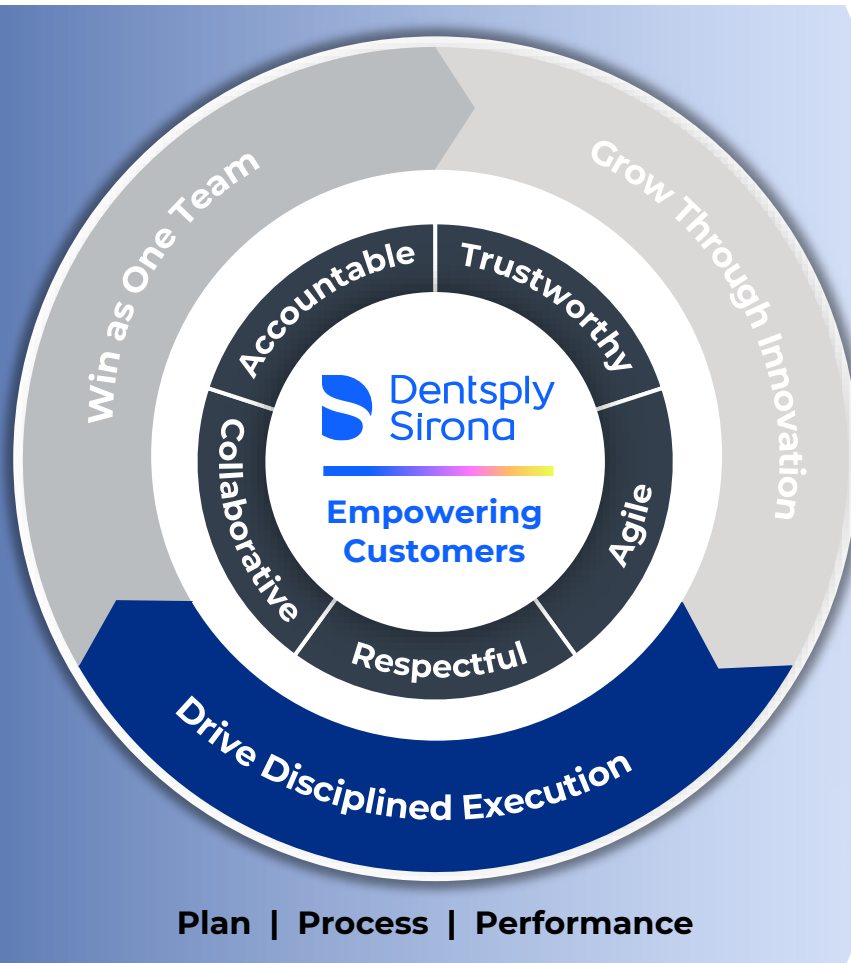 Win as One Team
Grow Through Innovation
Accountable
Trustworthy
Collaborative
Agile
Respectful
Dentsply
Sirona
Empowering
Customers
Drive Disciplined Execution
Plan | Process | Performance